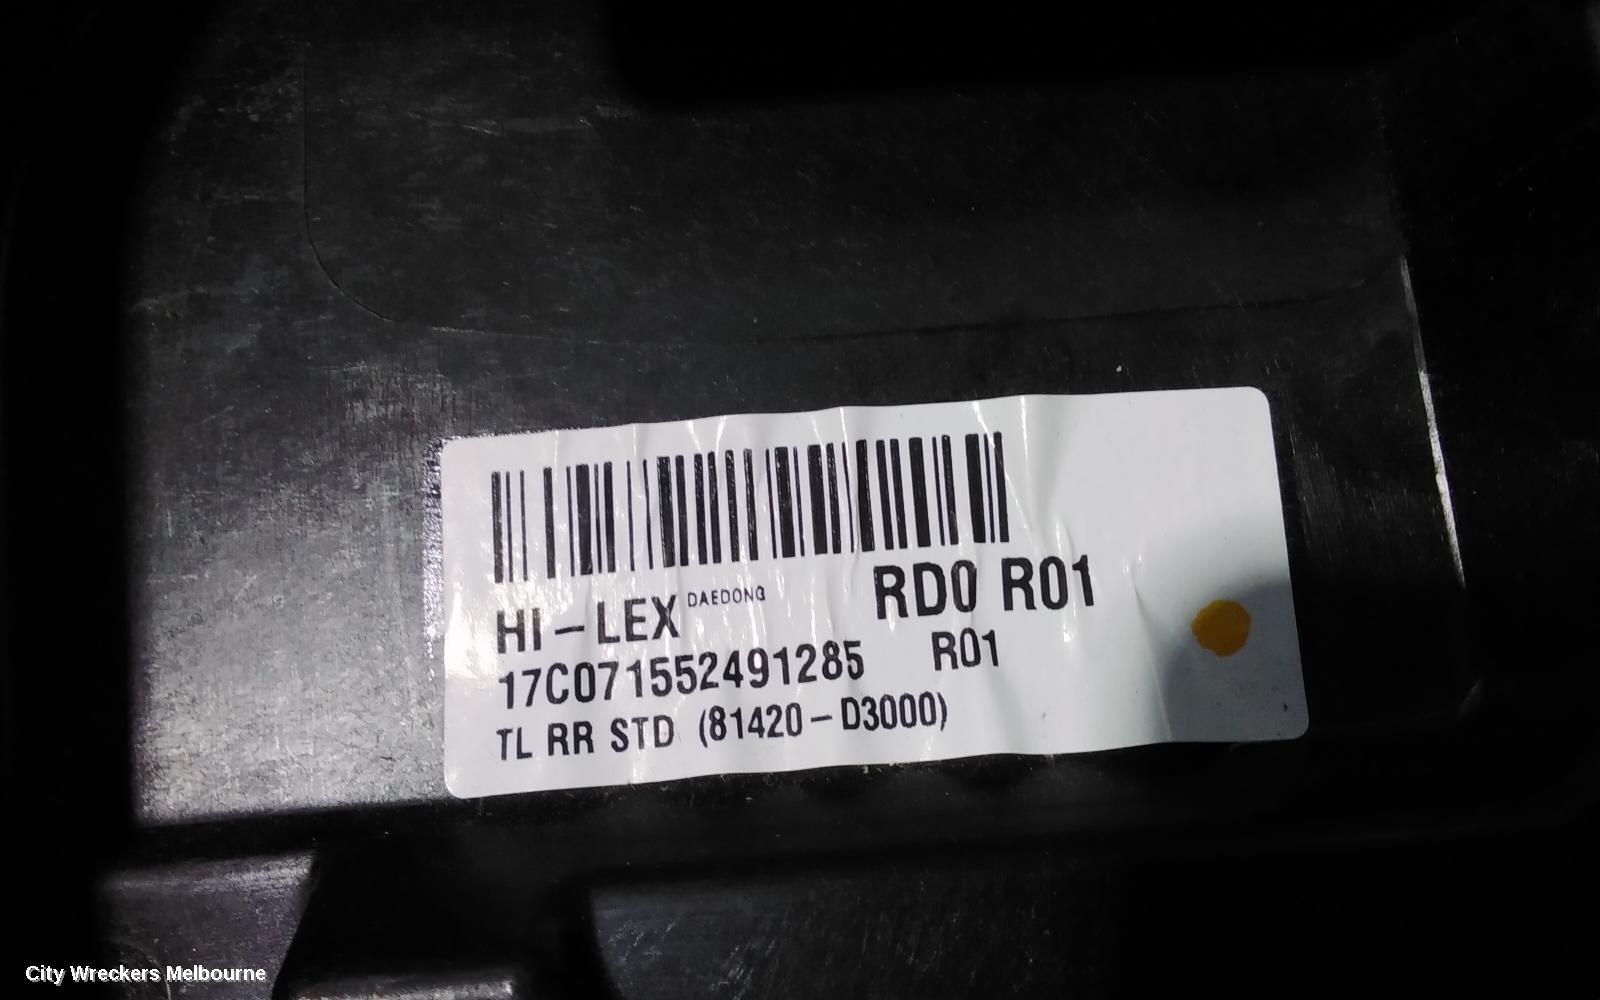 HI-LEX DAEDONG RD0 R01
17C071552491285 R01
TL RR STD (81420-D3000)
City Wreckers Melbourne